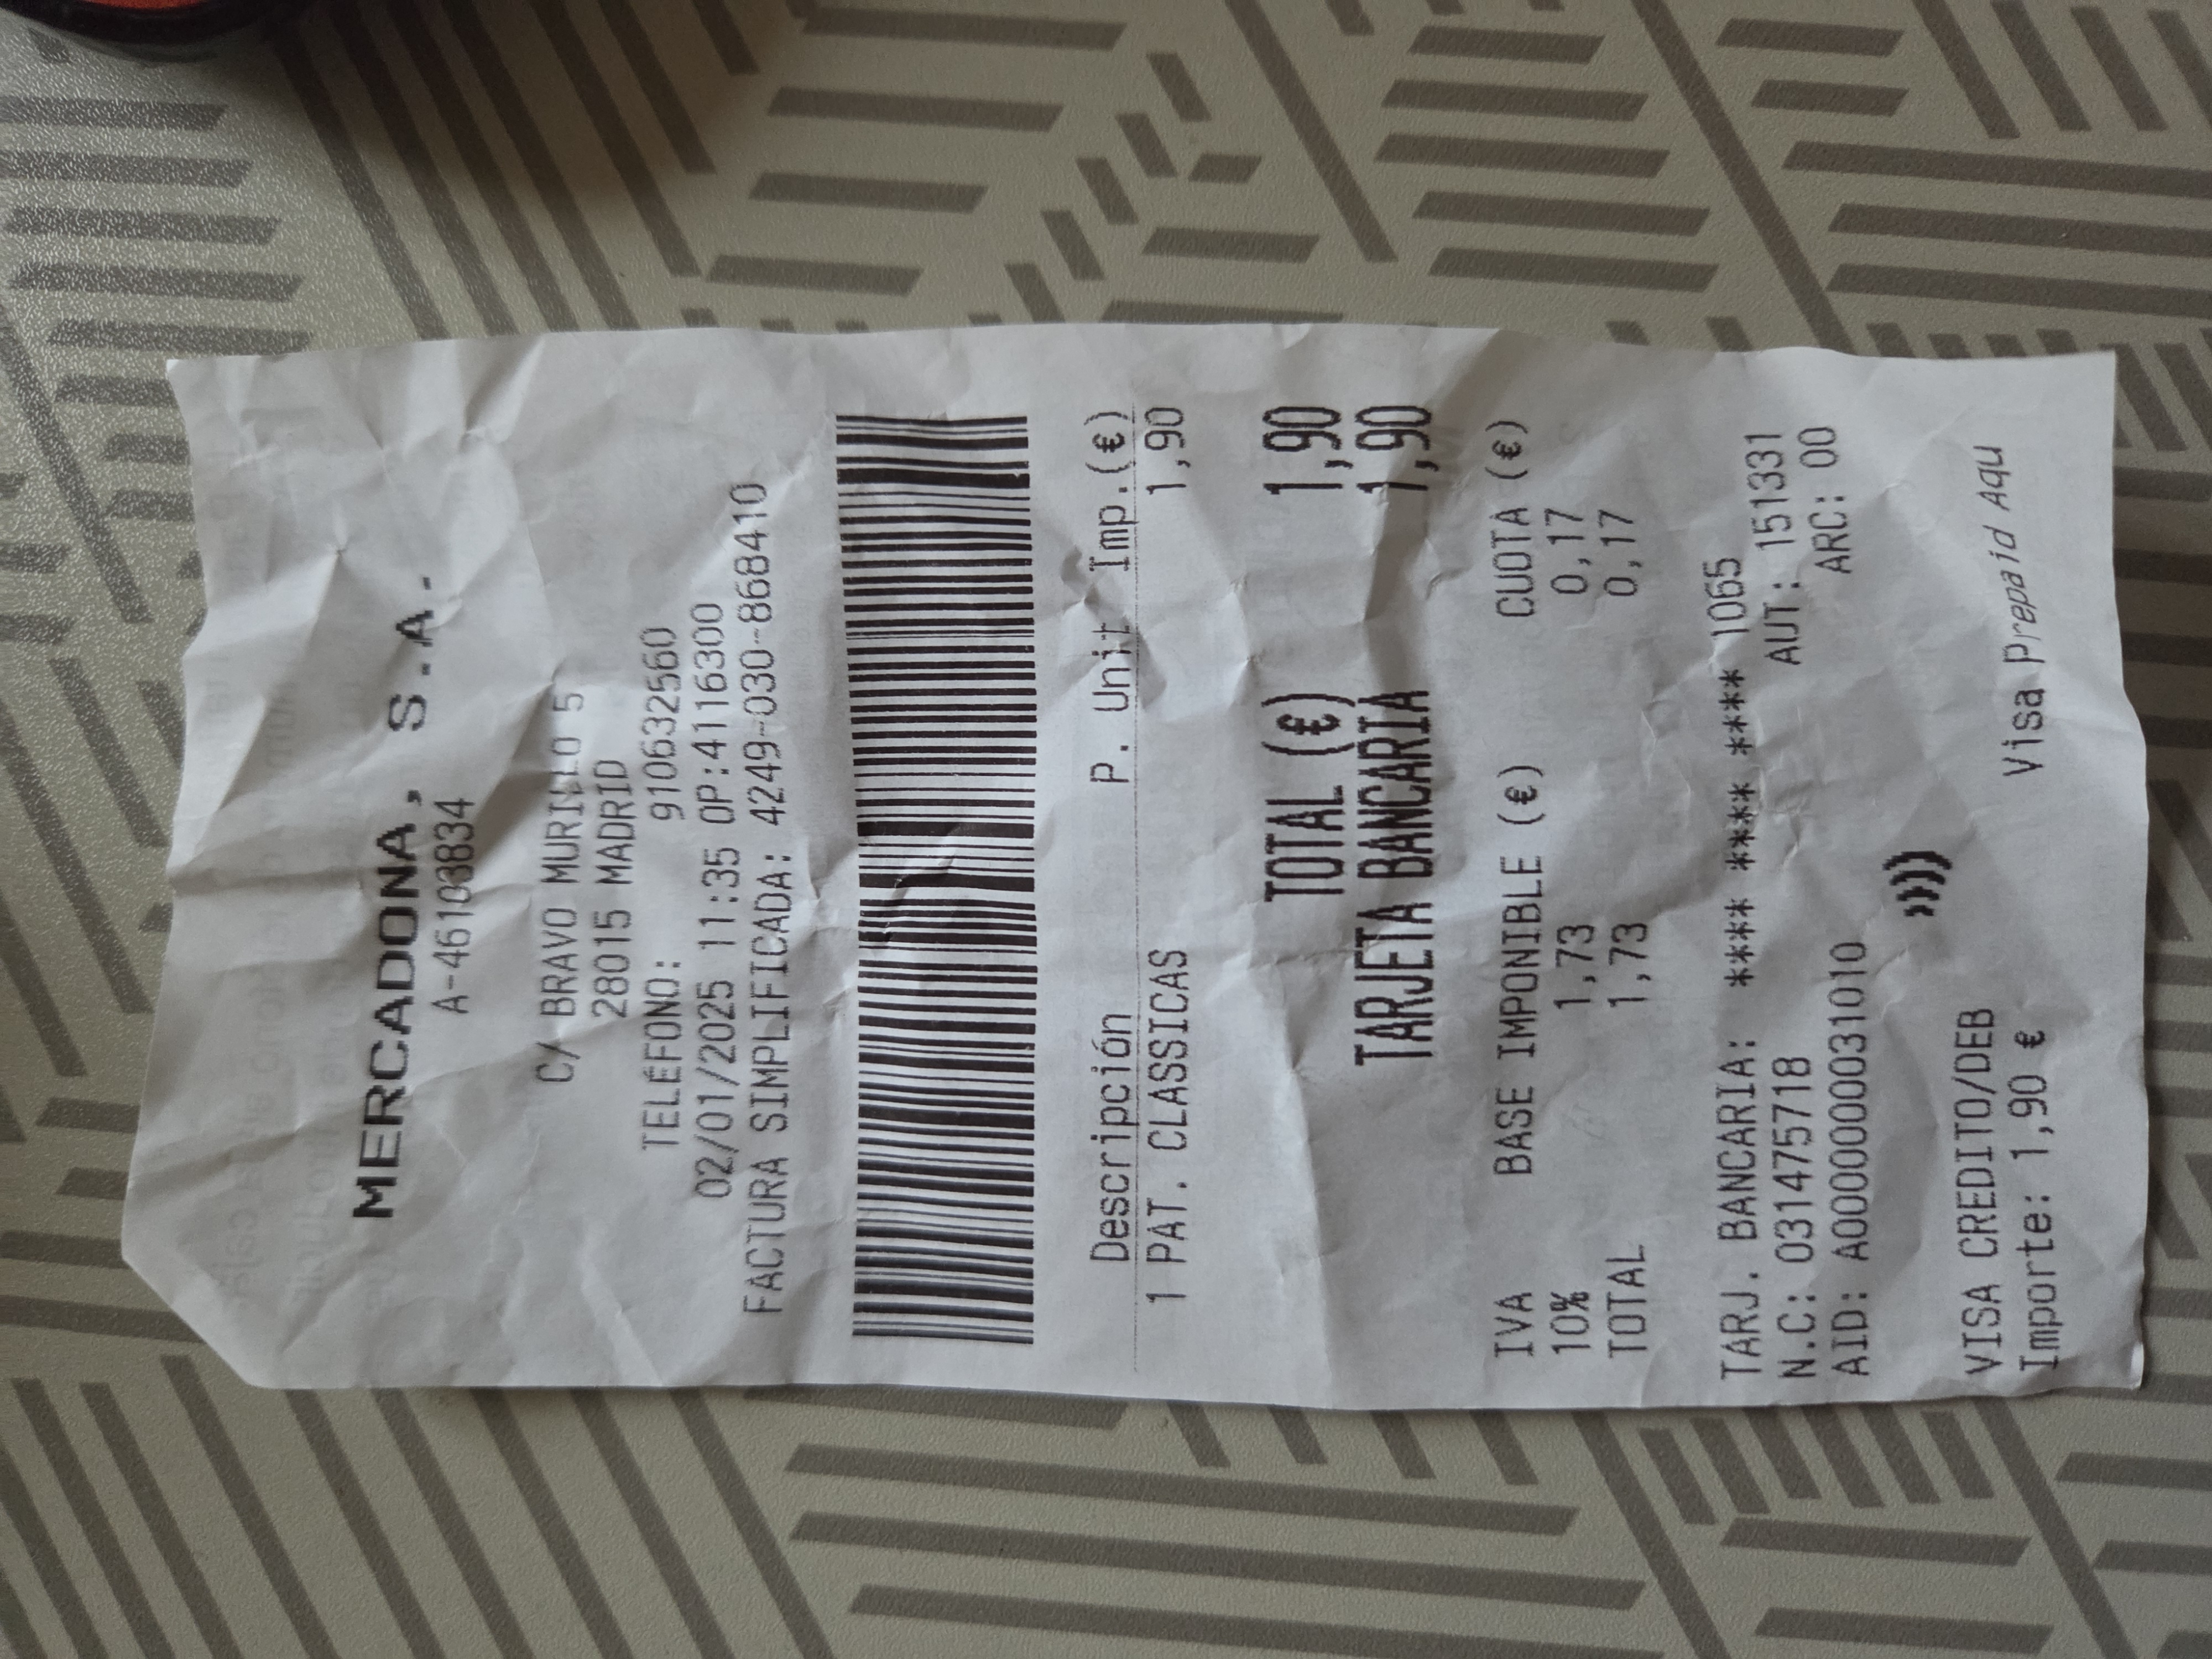 MERCADONA, S.A.
A-46103834
C/ BRAVO MURILLO 5
28015 MADRID
TELÉFONO: 910632560
02/01/2025 11:35 OP:4116300
FACTURA SIMPLIFICADA: 4249-030-868410
Descripción P. Unit Imp.(€)
1 PAT. CLASSICAS 1,90
TOTAL (€) 1,90
TARJETA BANCARIA 1,90
IVA BASE IMPONIBLE (€) CUOTA (€)
10% 1,73 0,17
TOTAL 1,73 0,17
TARJ. BANCARIA: **** **** **** 1065
N.C: 031475718 AUT: 151331
AID: A0000000031010 ARC: 00
VISA CREDITO/DEB
Importe: 1,90 € Visa Prepaid Aqu